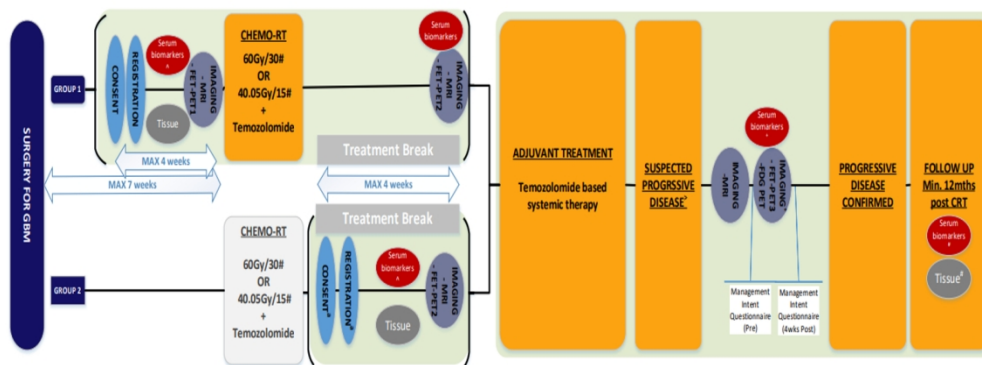 SURGERY FOR GBM
GROUP 1
CONSENT
REGISTRATION
Serum
biomarkers
^
Tissue
IMAGING
- MRI
- FET-PET1
CHEMO-RT
60Gy/30#
OR
40.05Gy/15#
+
Temozolomide
Serum
biomarkers
^
IMAGING
- MRI
- FET-PET2
MAX 4 weeks
MAX 7 weeks
Treatment Break
MAX 4 weeks
Treatment Break
GROUP 2
CHEMO-RT
60Gy/30#
OR
40.05Gy/15#
+
Temozolomide
CONSENT#
REGISTRATION#
Serum
biomarkers
^
Tissue
IMAGING
- MRI
- FET-PET2
ADJUVANT TREATMENT
Temozolomide based
systemic therapy
SUSPECTED
PROGRSSIVE
DISEASE
IMAGING
-MRI
Serum
biomarkers
IMAGING
- FET-PET3
-FDG PET
Management
Intent
Questionnaire
(Pre)
Management
Intent
Questionnaire
(4wks Post)
PROGRESSIVE
DISEASE
CONFIRMED
FOLLOW UP
Min. 12mths
post CRT
Serum
biomarkers
#
Tissue#